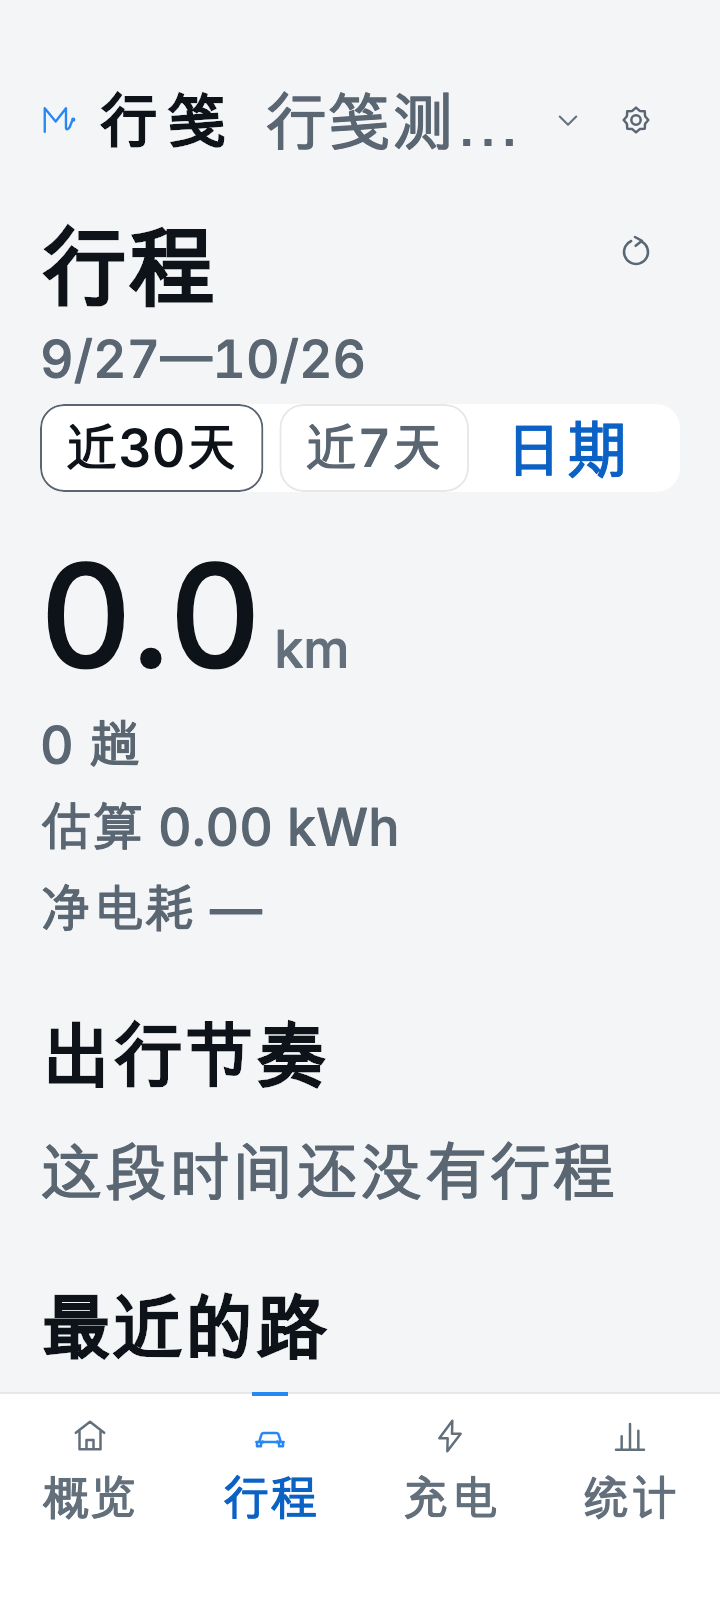 行笺 行笺测…
行程
9/27—10/26
近30天 近7天 日期
0.0 km
0 趟
估算 0.00 kWh
净电耗 —
出行节奏
这段时间还没有行程
最近的路
概览 行程 充电 统计